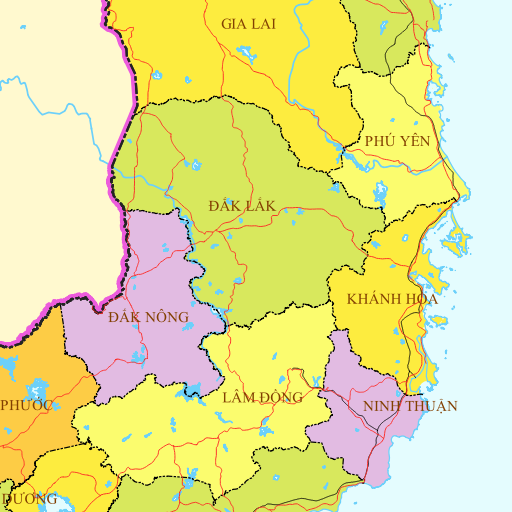 GIA LAI
PHÚ YÊN
ĐẮK LẮK
KHÁNH HÒA
ĐẮK NÔNG
LÂM ĐỒNG
PHƯỚC
NINH THUẬN
DƯƠNG